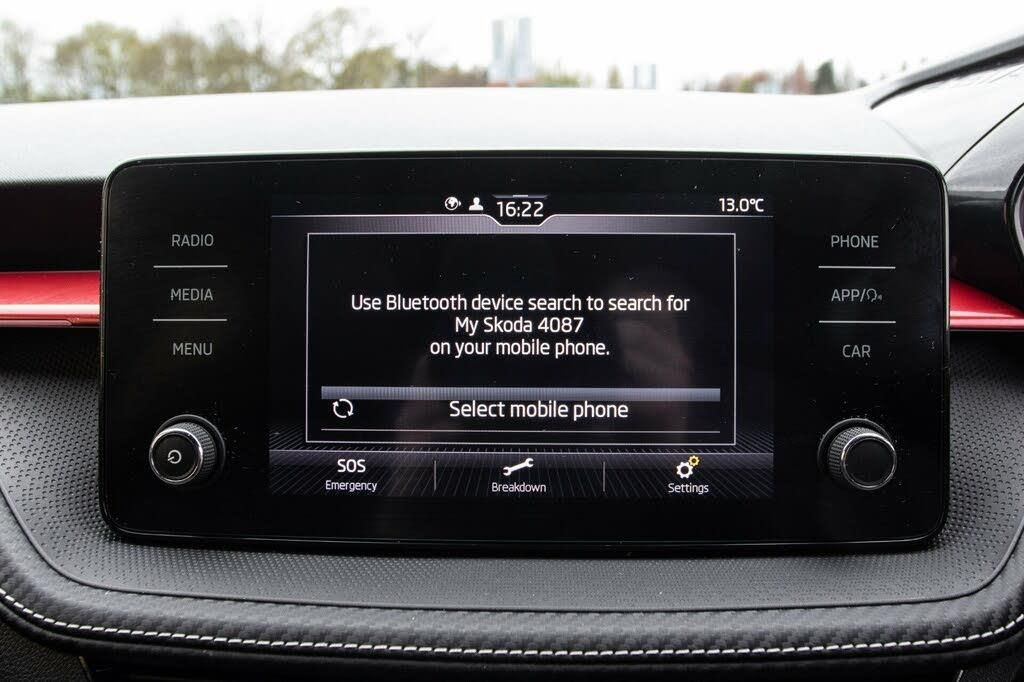 16:22
13.0°C
RADIO
MEDIA
MENU
Use Bluetooth device search to search for
My Skoda 4087
on your mobile phone.
Select mobile phone
SOS
Emergency
Breakdown
Settings
PHONE
APP/
CAR